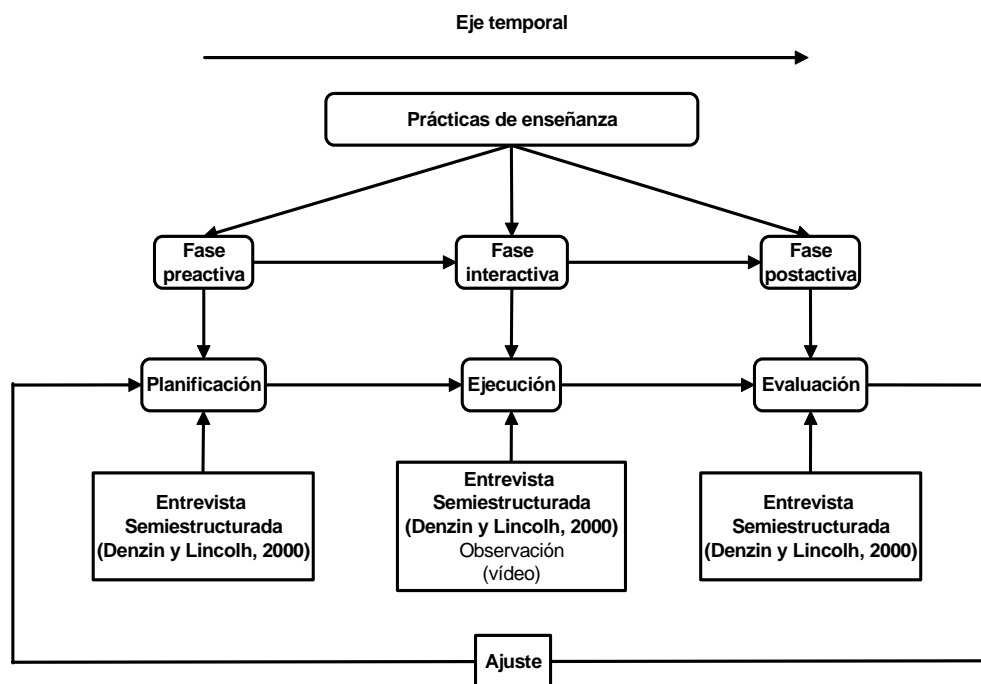 Eje temporal
Prácticas de enseñanza
Fase
preactiva
Fase
interactiva
Fase
postactiva
Planificación
Ejecución
Evaluación
Entrevista
Semiestructurada
(Denzin y Lincolh, 2000)
Entrevista
Semiestructurada
(Denzin y Lincolh, 2000)
Observación
(vídeo)
Entrevista
Semiestructurada
(Denzin y Lincolh, 2000)
Ajuste